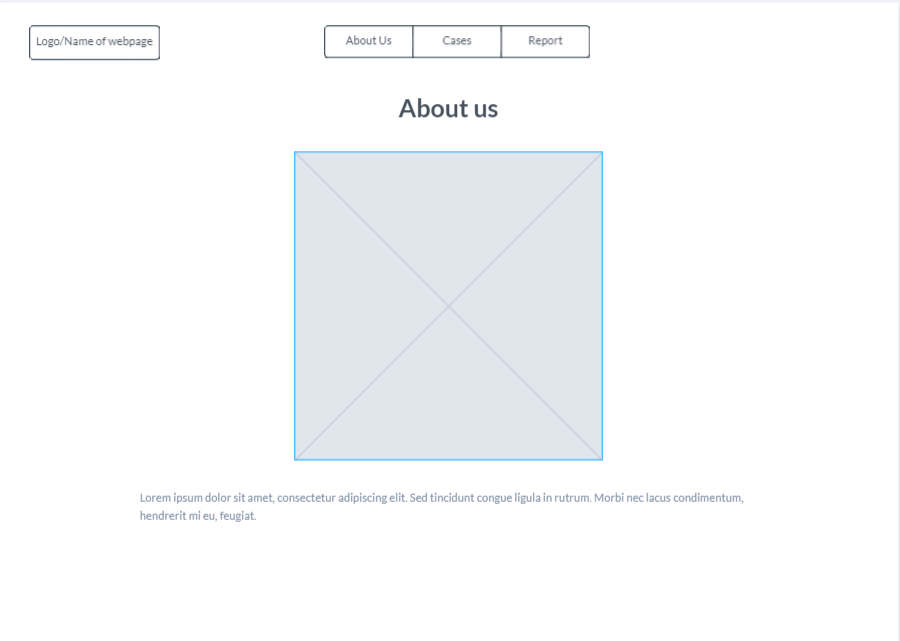 Logo/Name of webpage
About Us
Cases
Report
About us
Lorem ipsum dolor sit amet, consectetur adipiscing elit. Sed tincidunt congue ligula in rutrum. Morbi nec lacus condimentum,
hendrerit mi eu, feugiat.